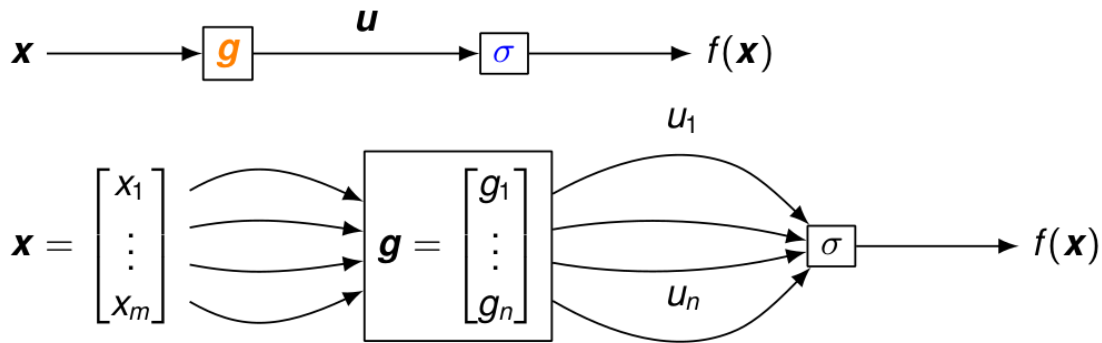 x g u σ f(x)
x = [x₁ ⋮ xₘ] g = [g₁ ⋮ gₙ] u₁ uₙ σ f(x)